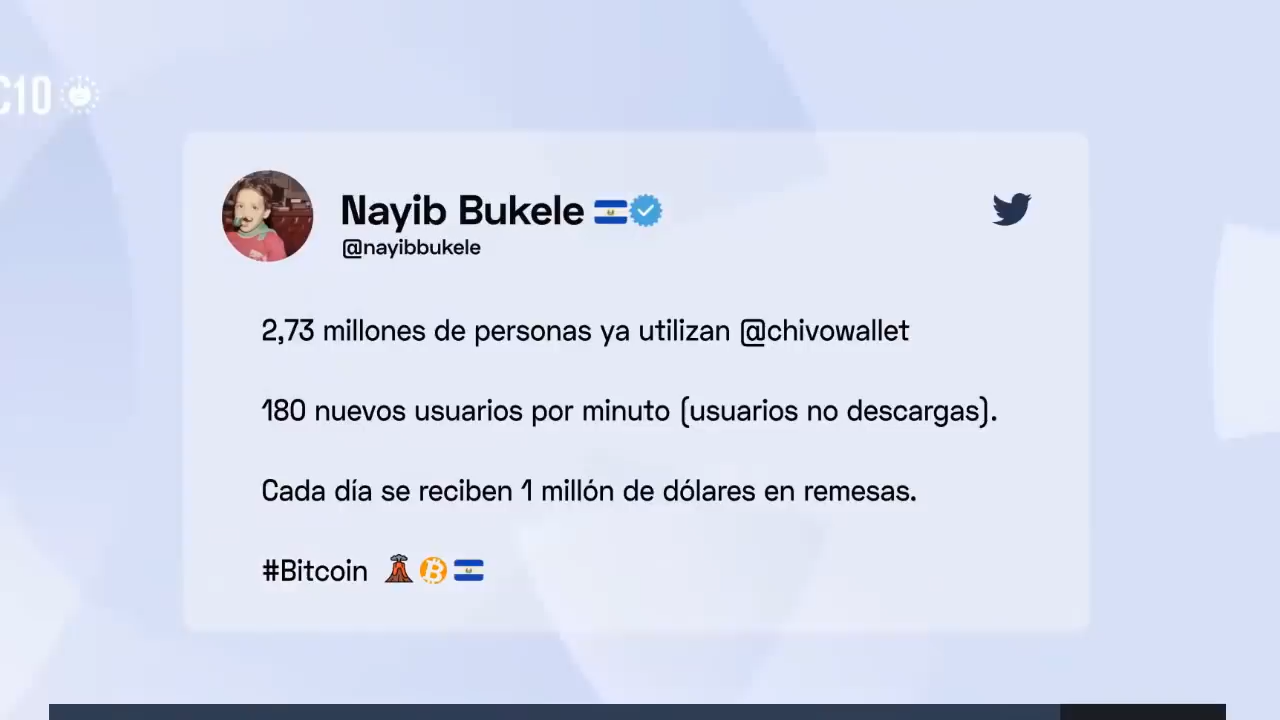 C10
Nayib Bukele 🇸🇻
@nayibbukele
2,73 millones de personas ya utilizan @chivowallet
180 nuevos usuarios por minuto (usuarios no descargas).
Cada día se reciben 1 millón de dólares en remesas.
#Bitcoin 🌋₿🇸🇻